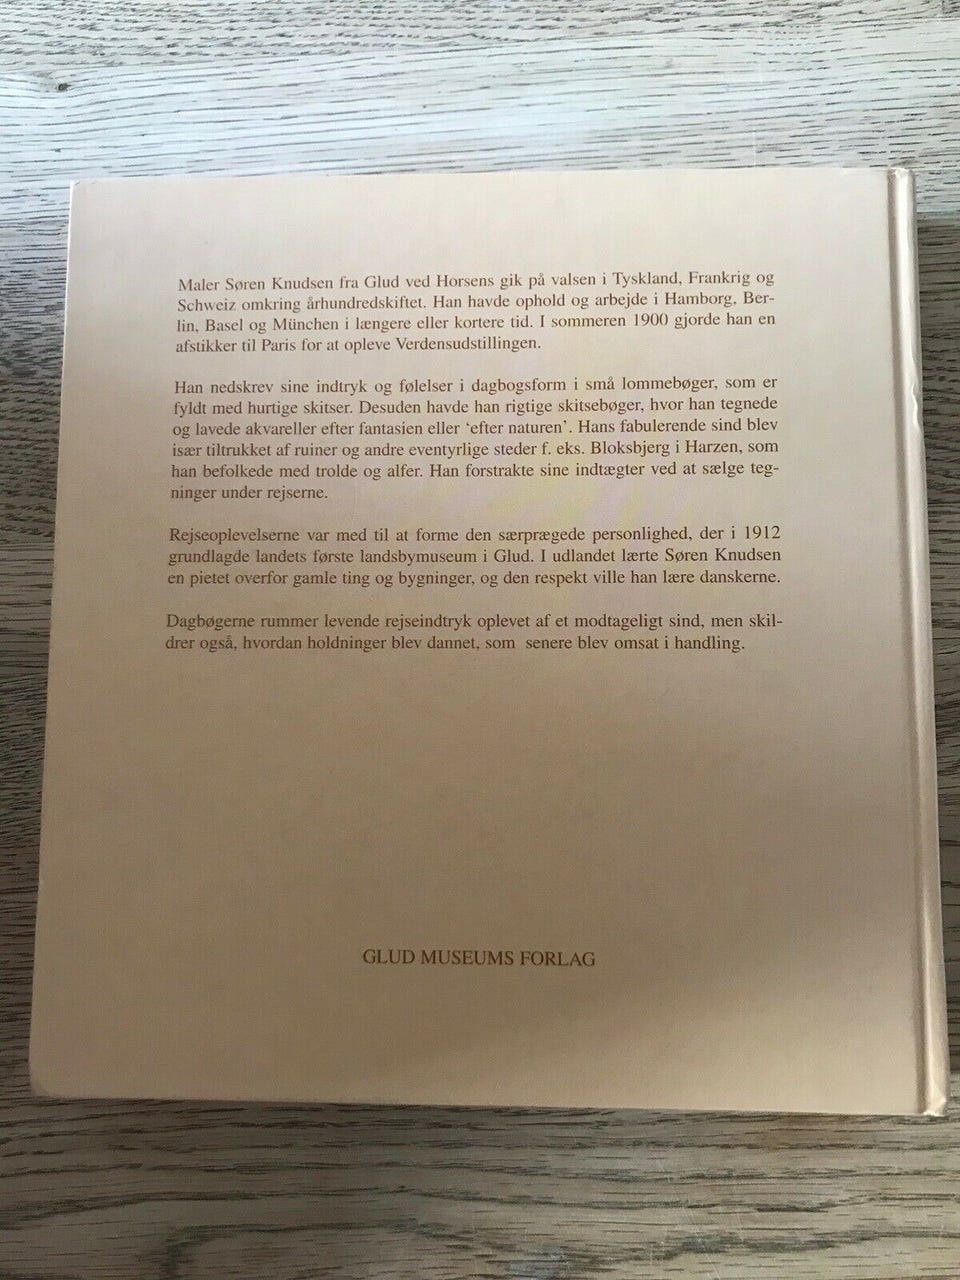 Maler Søren Knudsen fra Glud ved Horsens gik på valsen i Tyskland, Frankrig og
Schweiz omkring århundredskiftet. Han havde ophold og arbejde i Hamborg, Ber-
lin, Basel og München i længere eller kortere tid. I sommeren 1900 gjorde han en
afstikker til Paris for at opleve Verdensudstillingen.
Han nedskrev sine indtryk og følelser i dagbogsform i små lommebøger, som er
fyldt med hurtige skitser. Desuden havde han rigtige skitsebøger, hvor han tegnede
og lavede akvareller efter fantasien eller ‘efter naturen’. Hans fabulerende sind blev
især tiltrukket af ruiner og andre eventyrlige steder f. eks. Bloksbjerg i Harzen, som
han befolkede med trolde og alfer. Han forstrakte sine indtægter ved at sælge teg-
ninger under rejserne.
Rejseoplevelserne var med til at forme den særprægede personlighed, der i 1912
grundlagde landets første landsbymuseum i Glud. I udlandet lærte Søren Knudsen
en pietet overfor gamle ting og bygninger, og den respekt ville han lære danskerne.
Dagbøgerne rummer levende rejseindtryk oplevet af et modtageligt sind, men skil-
drer også, hvordan holdninger blev dannet, som senere blev omsat i handling.
GLUD MUSEUMS FORLAG